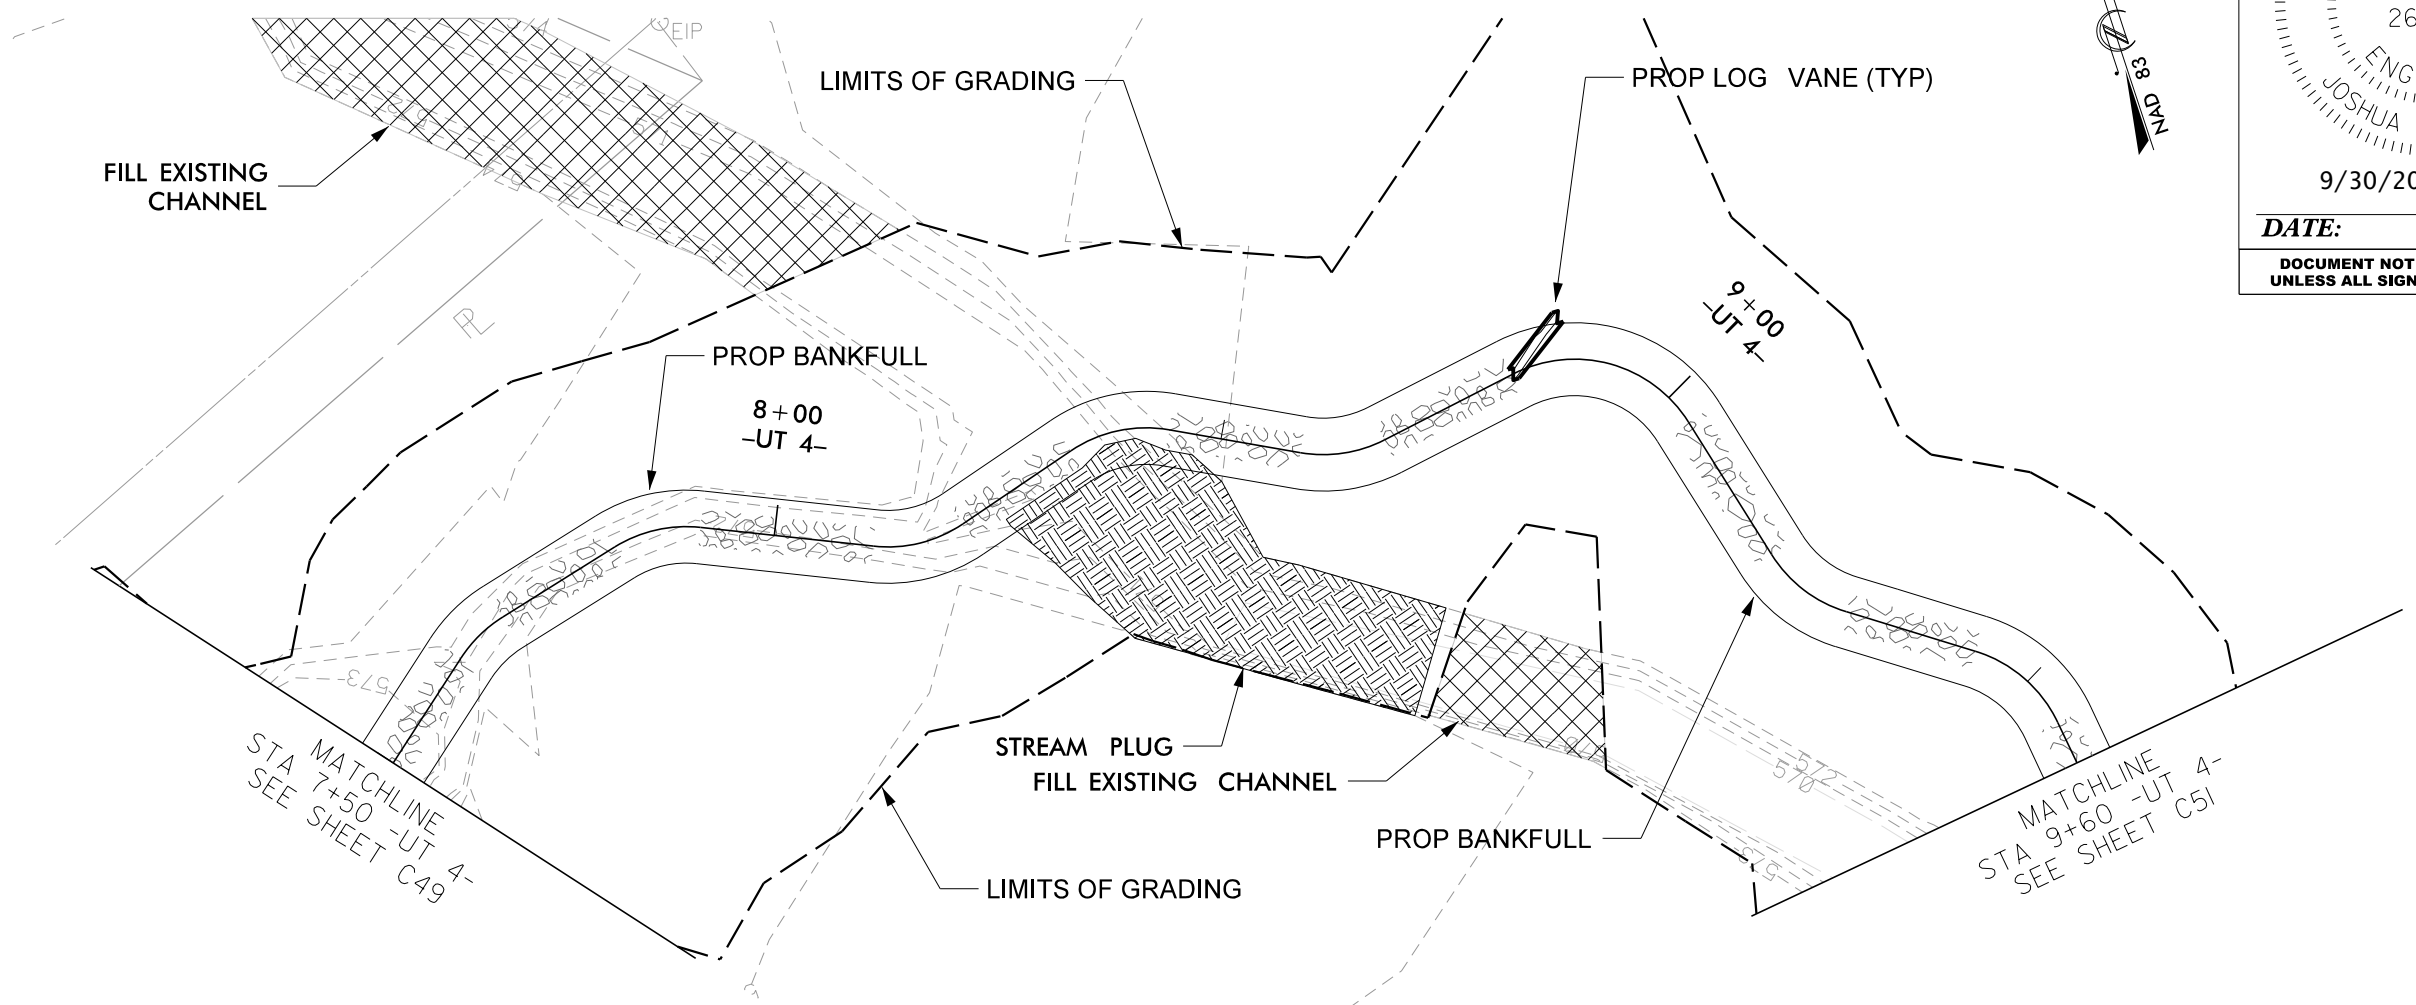 EIP
LIMITS OF GRADING
PROP LOG VANE (TYP)
NAD 83
26
ENG
JOSHUA
9/30/20
DATE:
DOCUMENT NOT
UNLESS ALL SIGN
FILL EXISTING
CHANNEL
PL
9+00
-UT 4-
PROP BANKFULL
8+00
-UT 4-
573
STREAM PLUG
FILL EXISTING CHANNEL
572
570
PROP BANKFULL
573
LIMITS OF GRADING
MATCHLINE
STA 7+50 -UT 4-
SEE SHEET C49
MATCHLINE
STA 9+60 -UT 4-
SEE SHEET C51